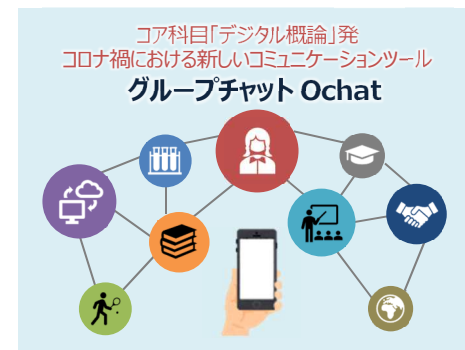 コア科目「デジタル概論」発
コロナ禍における新しいコミュニケーションツール
グループチャット Ochat